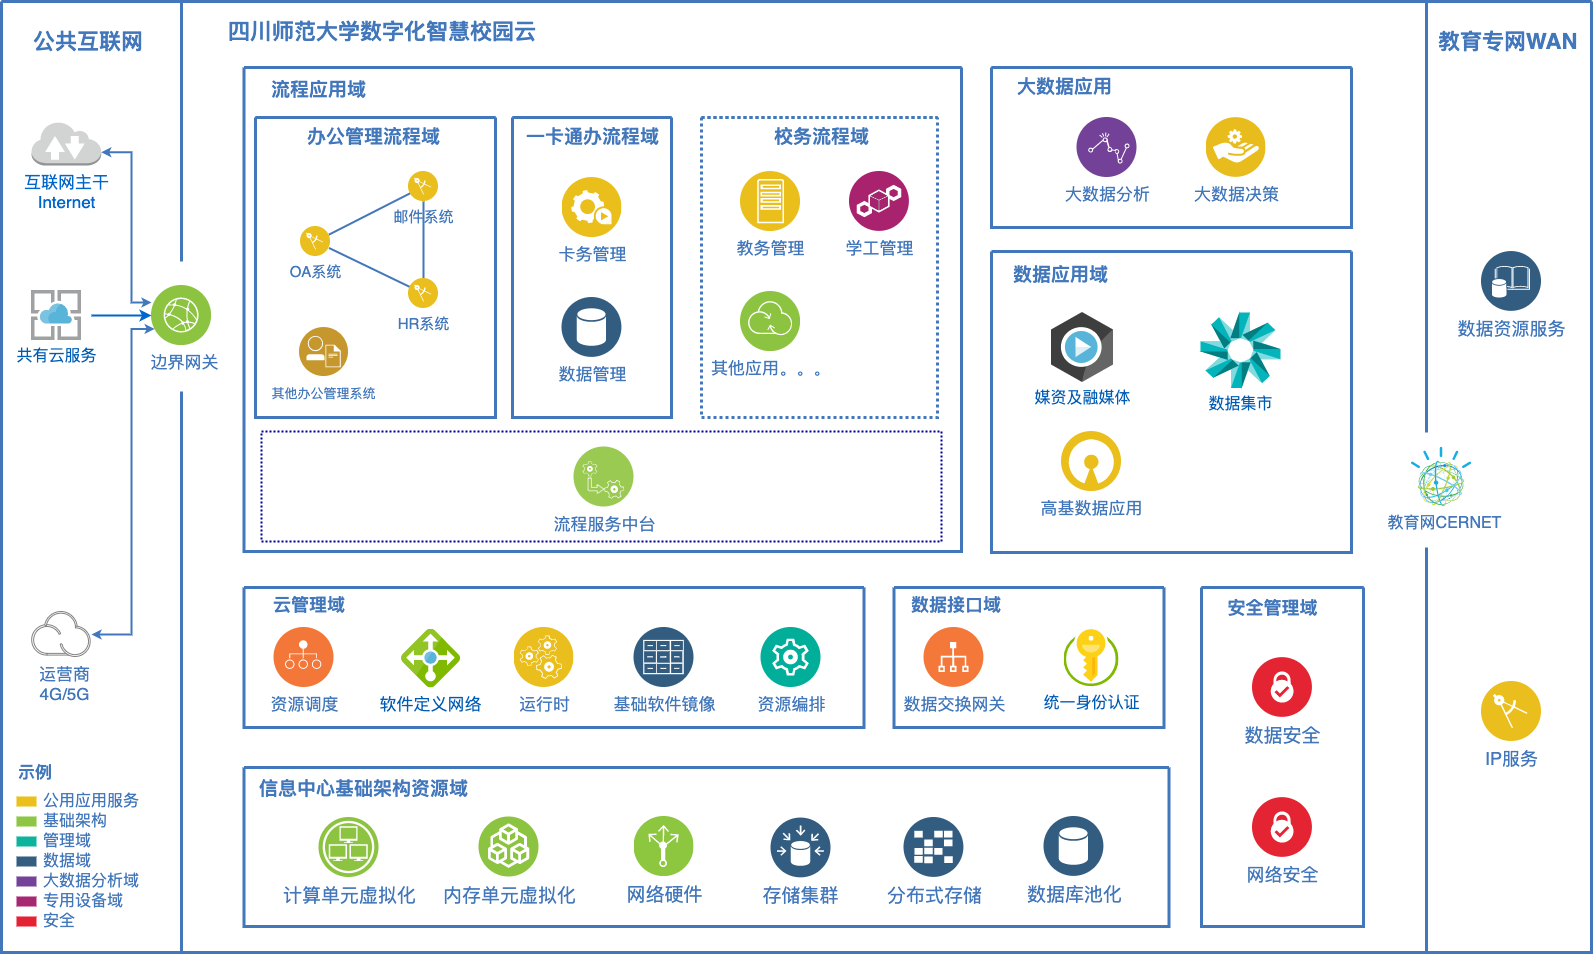 公共互联网
四川师范大学数字化智慧校园云
教育专网WAN
互联网主干
Internet
共有云服务
边界网关
运营商
4G/5G
示例
公用应用服务
基础架构
管理域
数据域
大数据分析域
专用设备域
安全
流程应用域
办公管理流程域
邮件系统
OA系统
HR系统
其他办公管理系统
一卡通办流程域
卡务管理
数据管理
校务流程域
教务管理
学工管理
其他应用。。。
流程服务中台
大数据应用
大数据分析
大数据决策
数据应用域
媒资及融媒体
数据集市
高基数据应用
云管理域
资源调度
软件定义网络
运行时
基础软件镜像
资源编排
数据接口域
数据交换网关
统一身份认证
安全管理域
数据安全
网络安全
信息中心基础架构资源域
计算单元虚拟化
内存单元虚拟化
网络硬件
存储集群
分布式存储
数据库池化
数据资源服务
教育网CERNET
IP服务